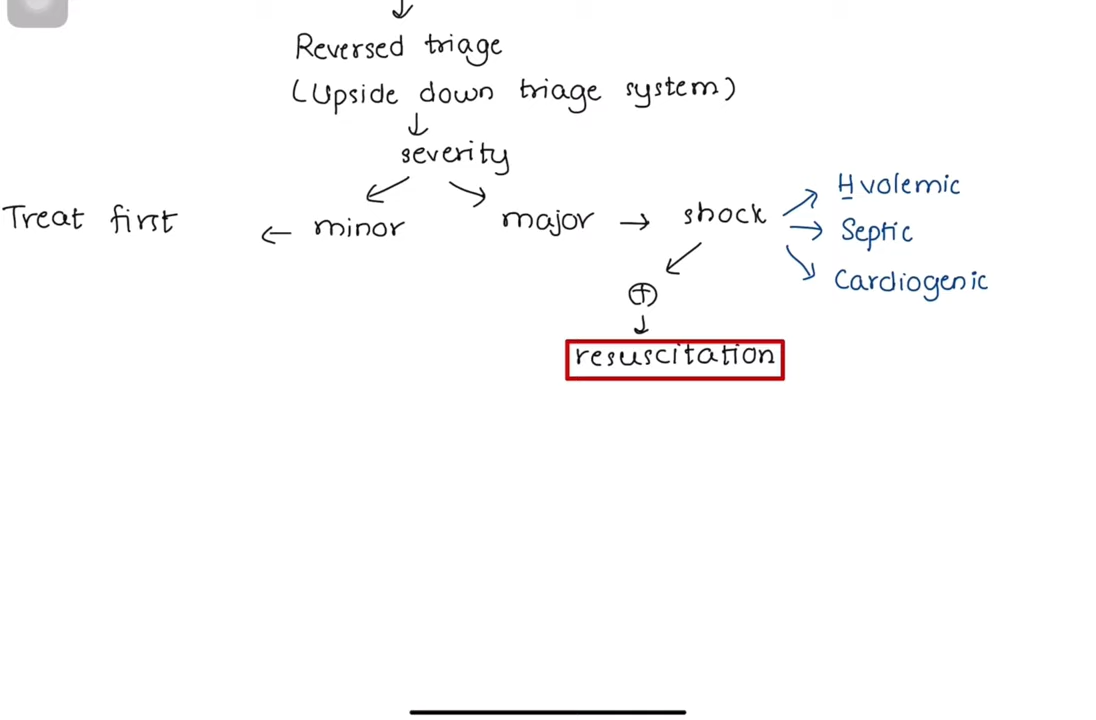 Reversed triage
(Upside down triage system)
severity
Treat first
minor
major
shock
Hvolemic
Septic
Cardiogenic
+
resuscitation